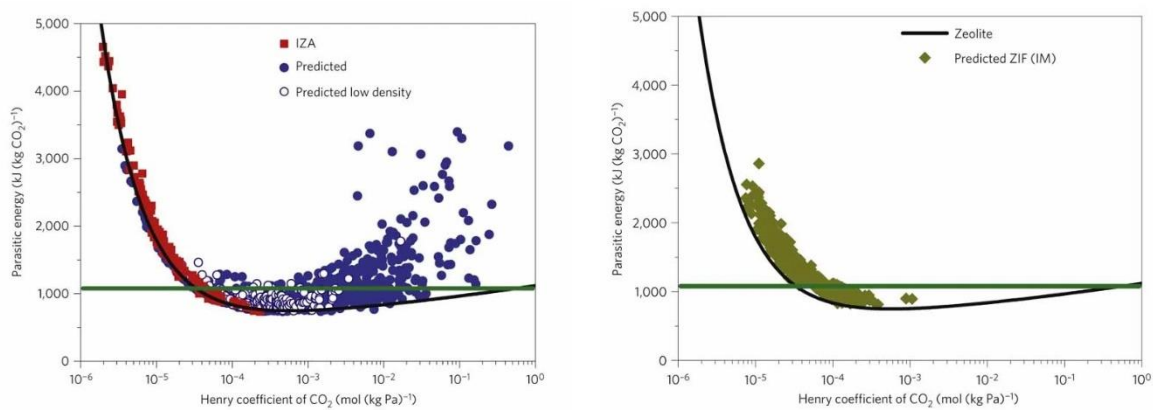 5,000
4,000
3,000
2,000
1,000
0
Parasitic energy (kJ (kg CO₂)⁻¹)
IZA
Predicted
Predicted low density
10⁻⁶ 10⁻⁵ 10⁻⁴ 10⁻³ 10⁻² 10⁻¹ 10⁰
Henry coefficient of CO₂ (mol (kg Pa)⁻¹)
5,000
4,000
3,000
2,000
1,000
0
Parasitic energy (kJ (kg CO₂)⁻¹)
Zeolite
Predicted ZIF (IM)
10⁻⁶ 10⁻⁵ 10⁻⁴ 10⁻³ 10⁻² 10⁻¹ 10⁰
Henry coefficient of CO₂ (mol (kg Pa)⁻¹)